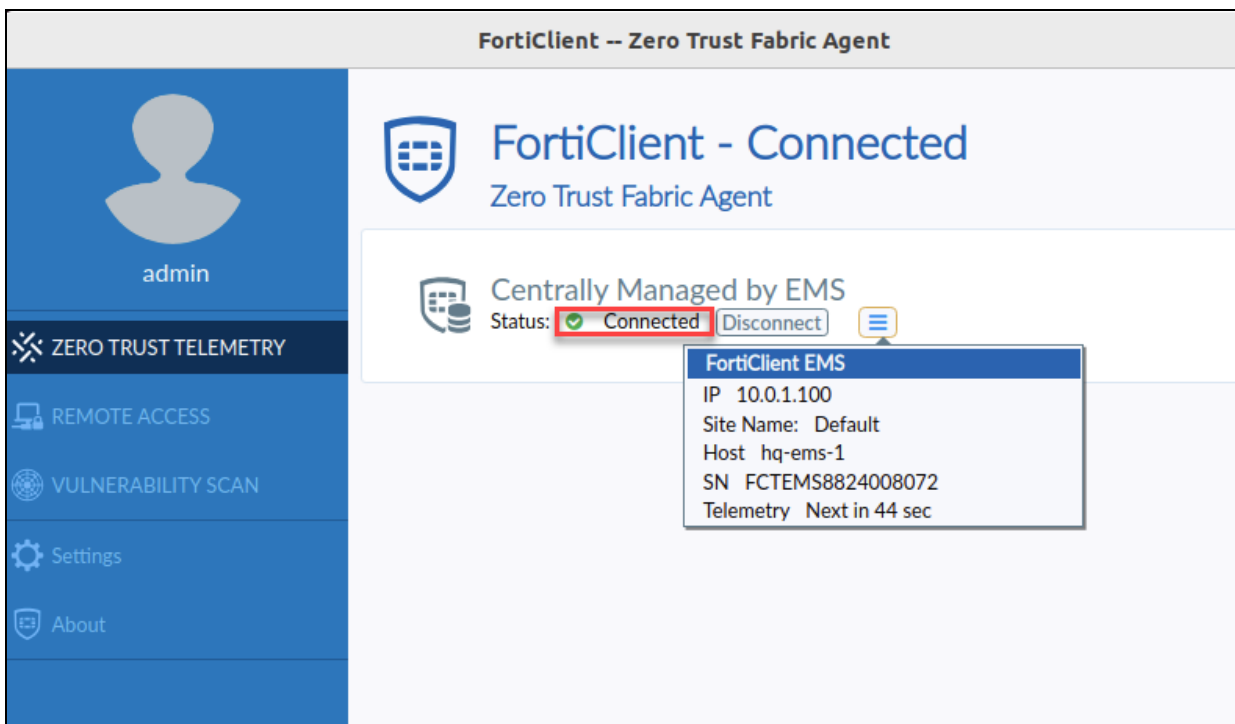 FortiClient -- Zero Trust Fabric Agent
admin
ZERO TRUST TELEMETRY
REMOTE ACCESS
VULNERABILITY SCAN
Settings
About
FortiClient - Connected
Zero Trust Fabric Agent
Centrally Managed by EMS
Status: Connected Disconnect
FortiClient EMS
IP 10.0.1.100
Site Name: Default
Host hq-ems-1
SN FCTEMS8824008072
Telemetry Next in 44 sec